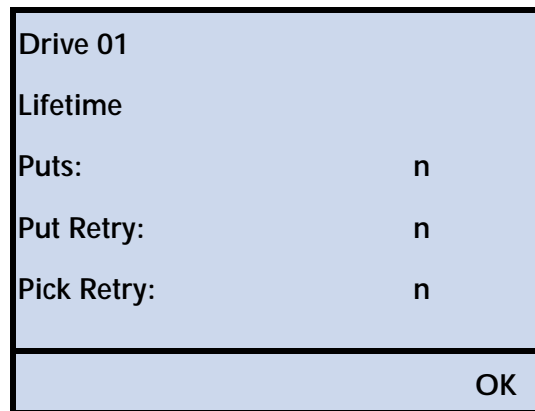 Drive 01
Lifetime
Puts: n
Put Retry: n
Pick Retry: n
OK